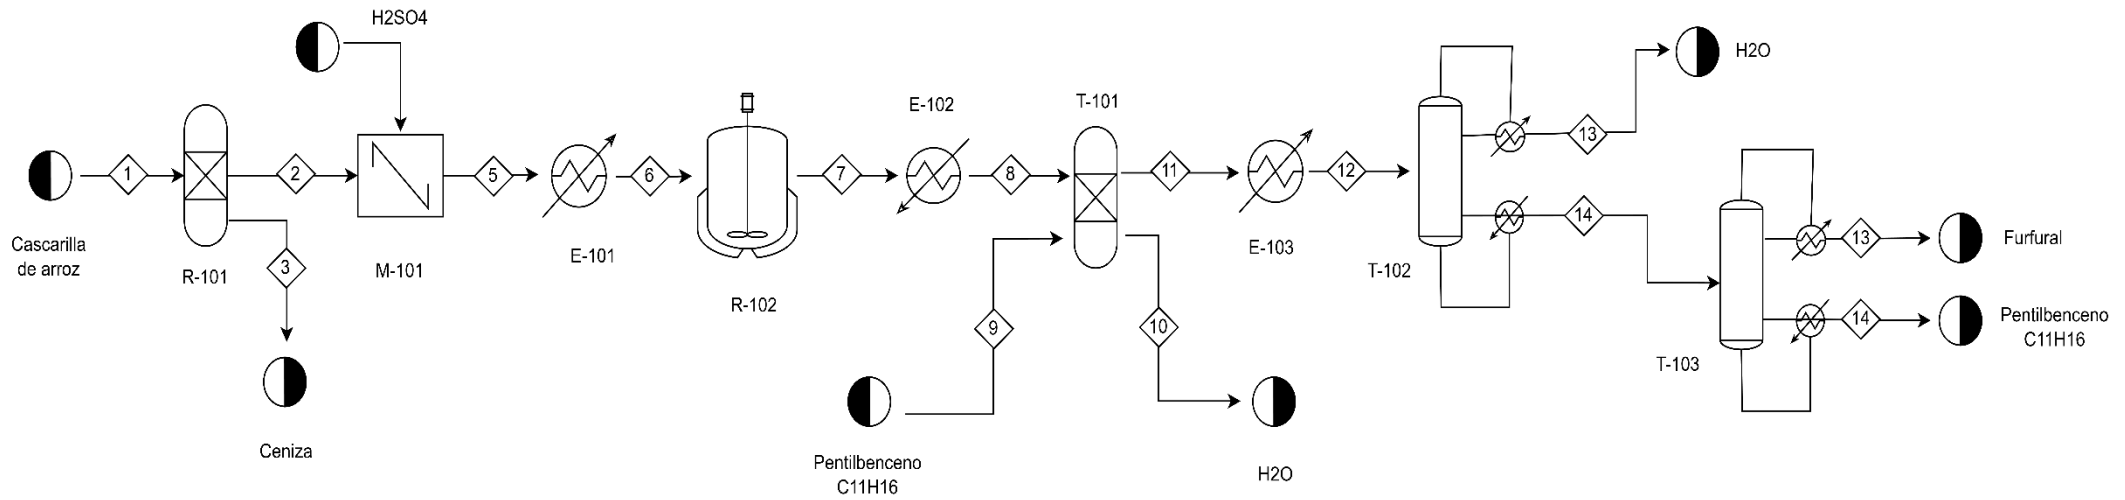 H2SO4
H2O
E-102
T-101
13
1
2
5
6
7
8
11
12
14
13
Furfural
Cascarilla
de arroz
R-101
M-101
E-101
R-102
E-103
T-102
3
9
10
14
Pentilbenceno
C11H16
T-103
Ceniza
Pentilbenceno
C11H16
H2O